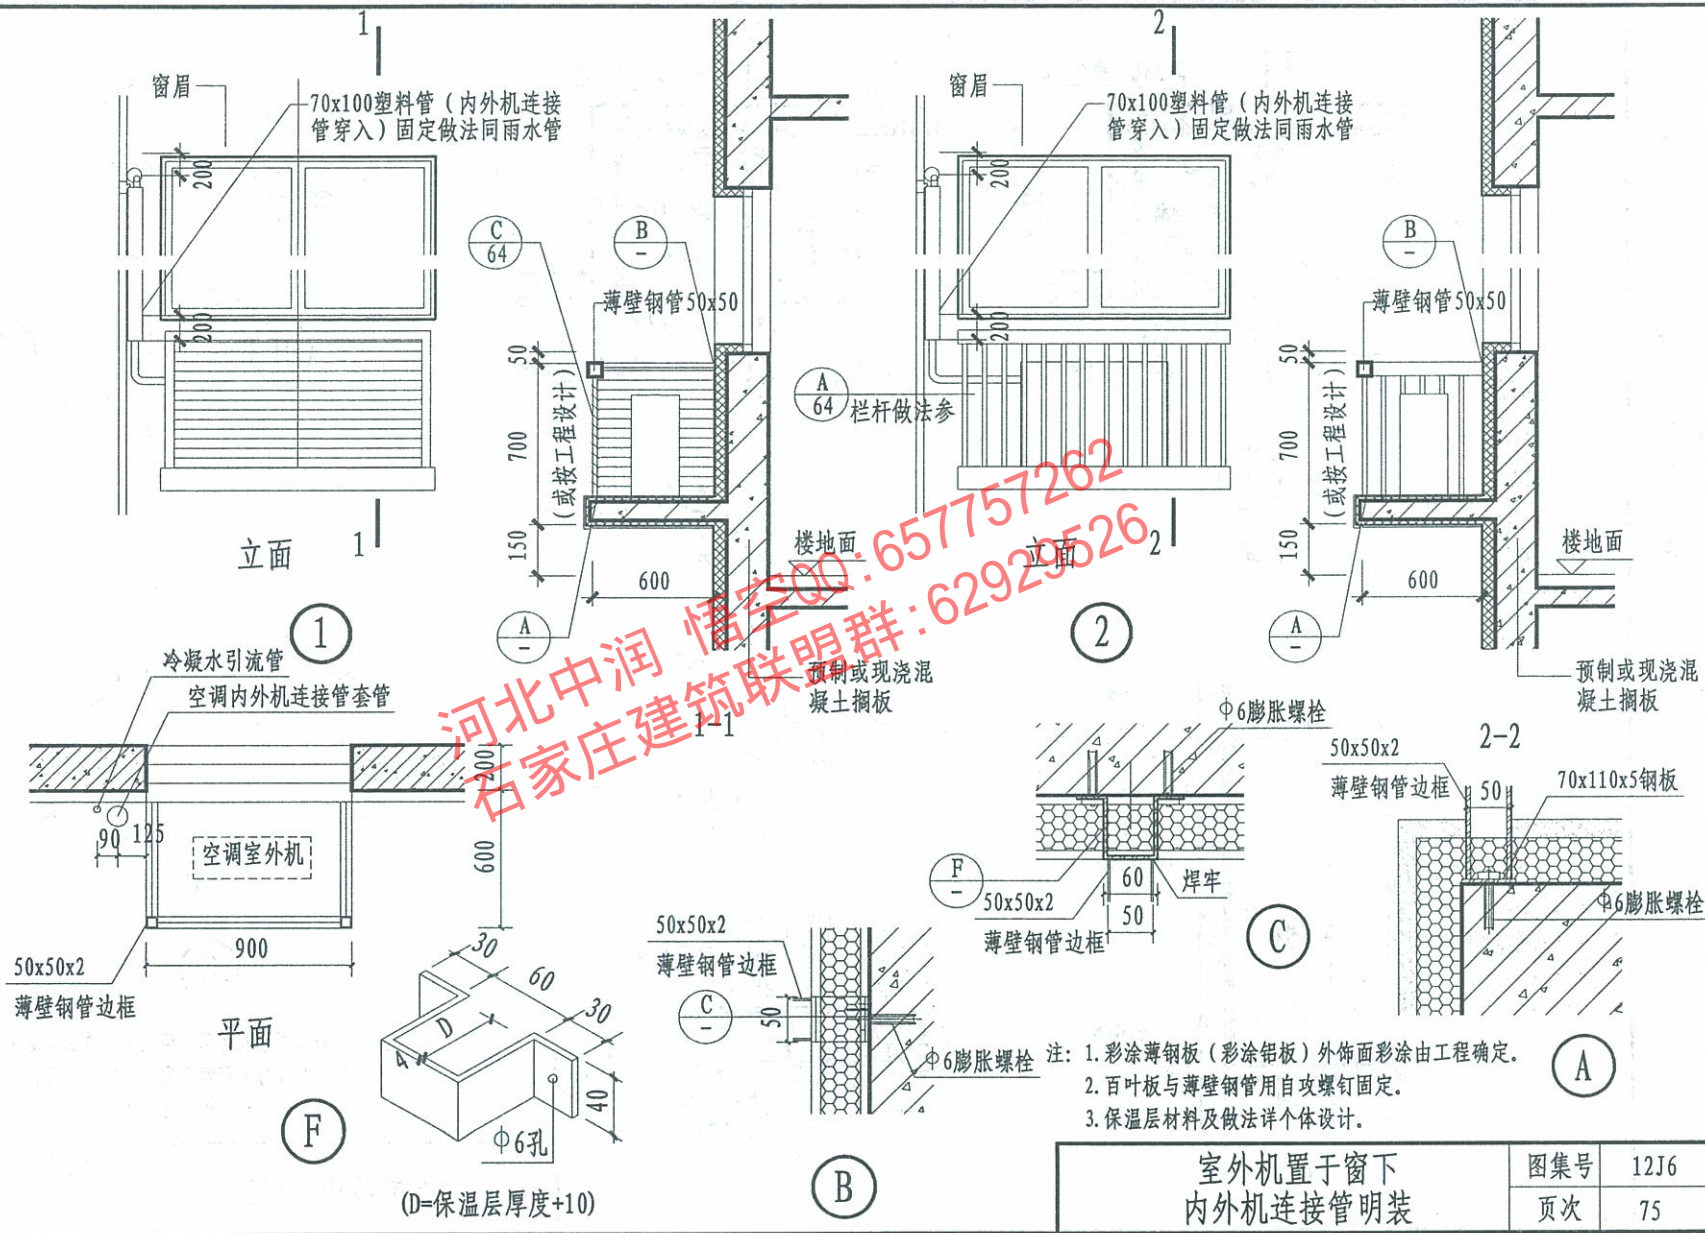 1
窗眉
70x100塑料管（内外机连接
管穿入）固定做法同雨水管
200
200
C
64
B
-
薄壁钢管50x50
50
700
（或按工程设计）
150
600
楼地面
A
-
预制或现浇混
凝土搁板
立面
1
1
1-1
2
窗眉
70x100塑料管（内外机连接
管穿入）固定做法同雨水管
200
200
A
64
栏杆做法参
B
-
薄壁钢管50x50
50
700
（或按工程设计）
150
600
楼地面
A
-
预制或现浇混
凝土搁板
立面
2
2
2-2
河北中润 悟空QQ:657757262
石家庄建筑联盟群:62929526
冷凝水引流管
空调内外机连接管套管
200
600
90
125
空调室外机
900
50x50x2
薄壁钢管边框
平面
30
60
30
D
4
40
ф6孔
F
(D=保温层厚度+10)
50x50x2
薄壁钢管边框
C
-
50
ф6膨胀螺栓
B
ф6膨胀螺栓
F
-
60
50
焊牢
50x50x2
薄壁钢管边框
C
50x50x2
薄壁钢管边框
50
70x110x5钢板
ф6膨胀螺栓
A
注: 1.彩涂薄钢板（彩涂铝板）外饰面彩涂由工程确定。
2.百叶板与薄壁钢管用自攻螺钉固定。
3.保温层材料及做法详个体设计。
室外机置于窗下
内外机连接管明装
图集号
12J6
页次
75